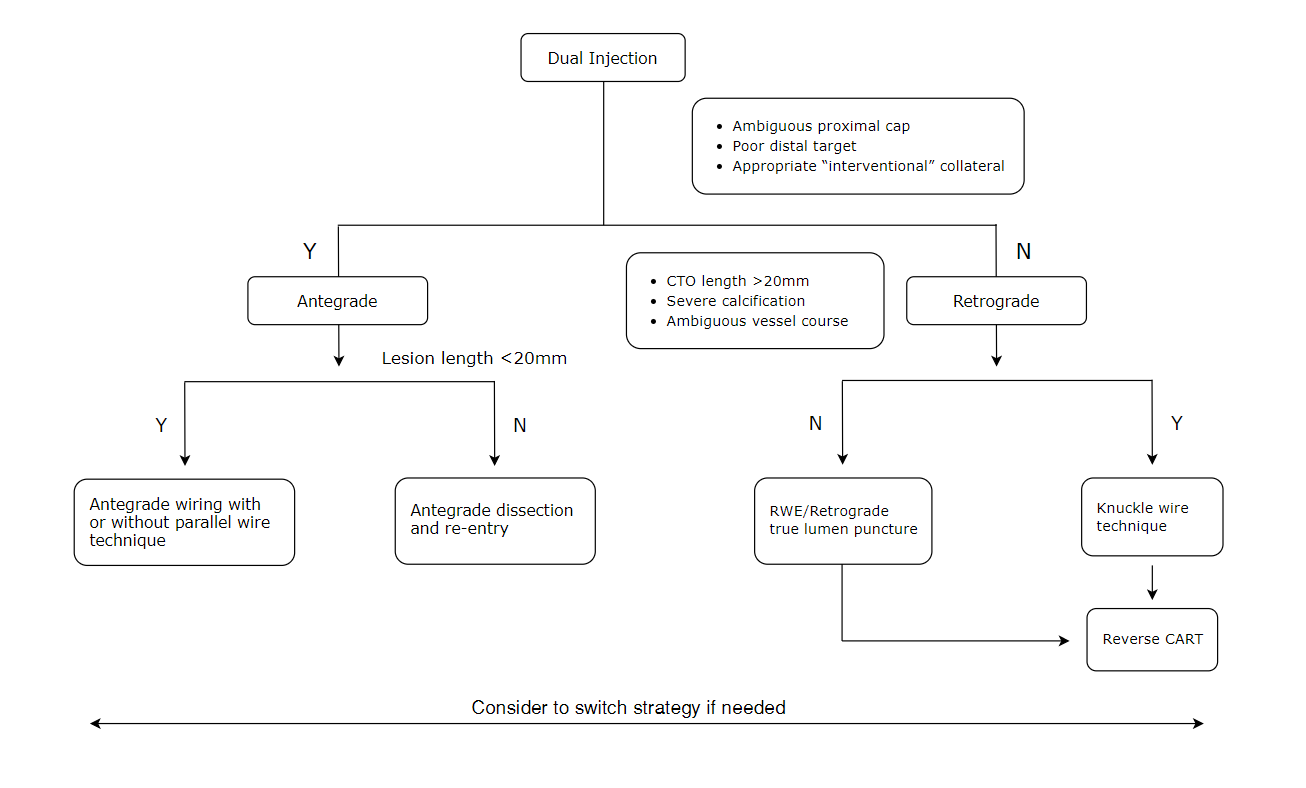 Dual Injection
• Ambiguous proximal cap
• Poor distal target
• Appropriate “interventional” collateral
Y
N
Antegrade
• CTO length >20mm
• Severe calcification
• Ambiguous vessel course
Retrograde
Lesion length <20mm
Y
N
N
Y
Antegrade wiring with
or without parallel wire
technique
Antegrade dissection
and re-entry
RWE/Retrograde
true lumen puncture
Knuckle wire
technique
Reverse CART
Consider to switch strategy if needed